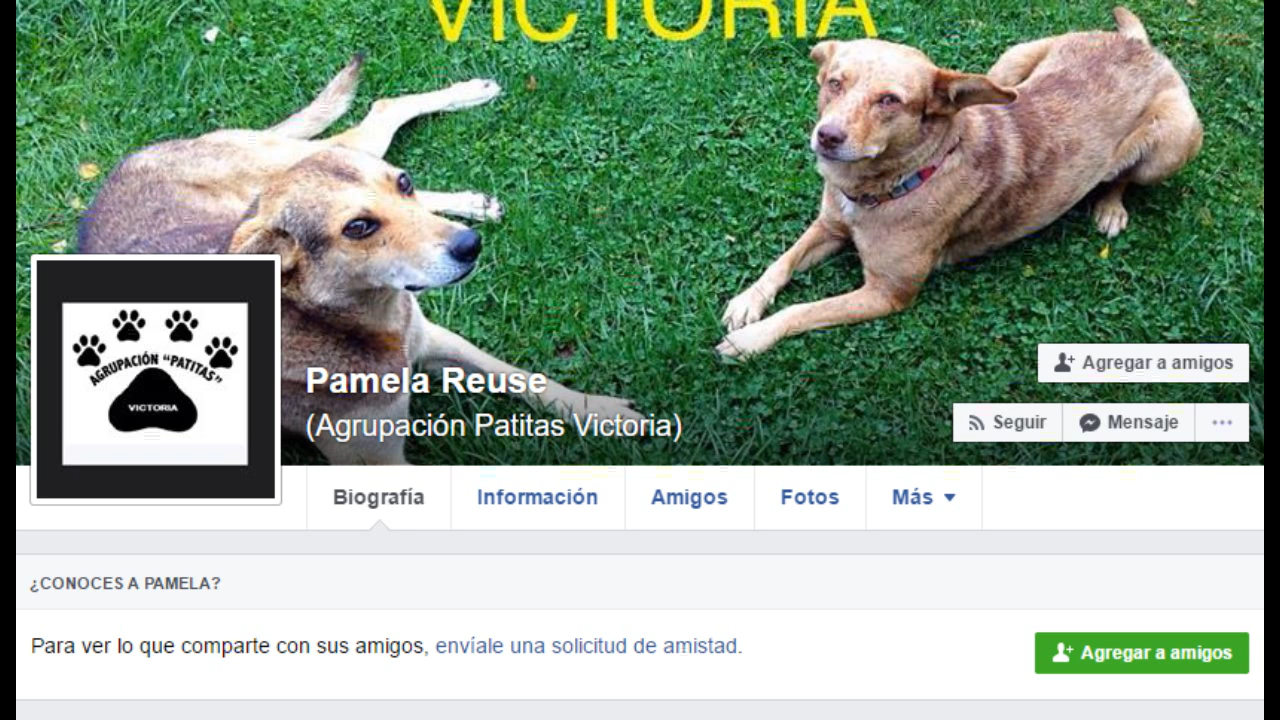 VICTORIA
AGRUPACIÓN “PATITAS”
VICTORIA
Pamela Reuse
(Agrupación Patitas Victoria)
Agregar a amigos
Seguir Mensaje ...
Biografía Información Amigos Fotos Más
¿CONOCES A PAMELA?
Para ver lo que comparte con sus amigos, envíale una solicitud de amistad.
Agregar a amigos